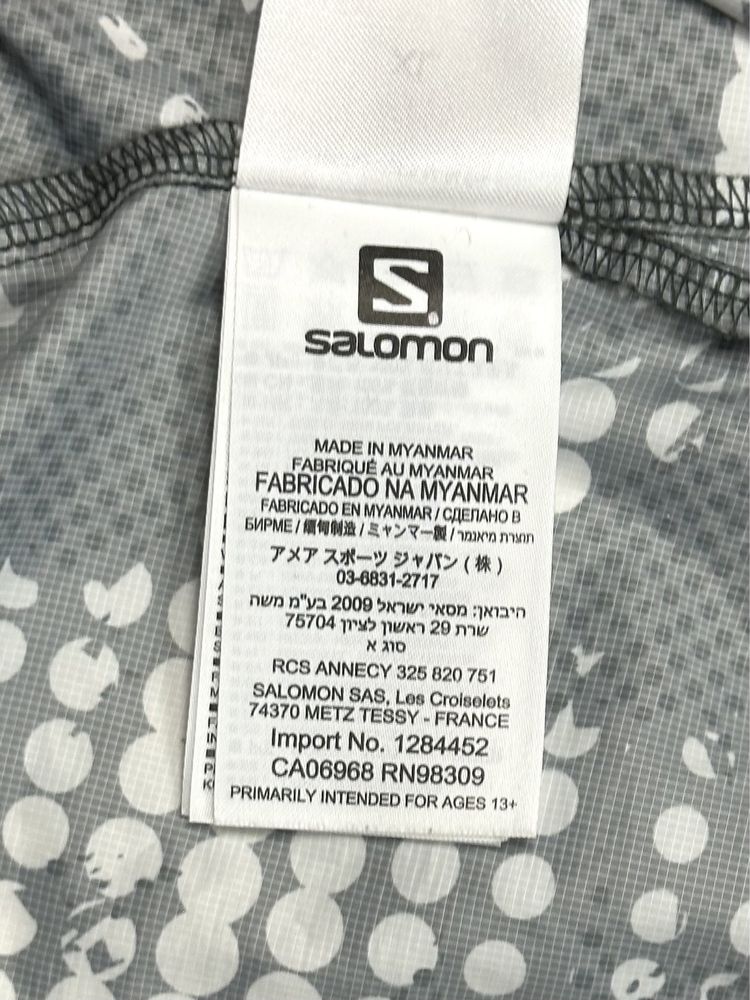 S
SALOMON
MADE IN MYANMAR
FABRIQUÉ AU MYANMAR
FABRICADO NA MYANMAR
FABRICADO EN MYANMAR / СДЕЛАНО В
БИРМЕ / 缅甸制造 / ミャンマー製 / תוצרת מיאנמר
アメア スポーツ ジャパン ( 株 )
03-6831-2717
היבואן: מסאי ישראל 2009 בע"מ משה
שרת 29 ראשון לציון 75704
סוג א
RCS ANNECY 325 820 751
SALOMON SAS, Les Croiselets
74370 METZ TESSY - FRANCE
Import No. 1284452
CA06968 RN98309
PRIMARILY INTENDED FOR AGES 13+